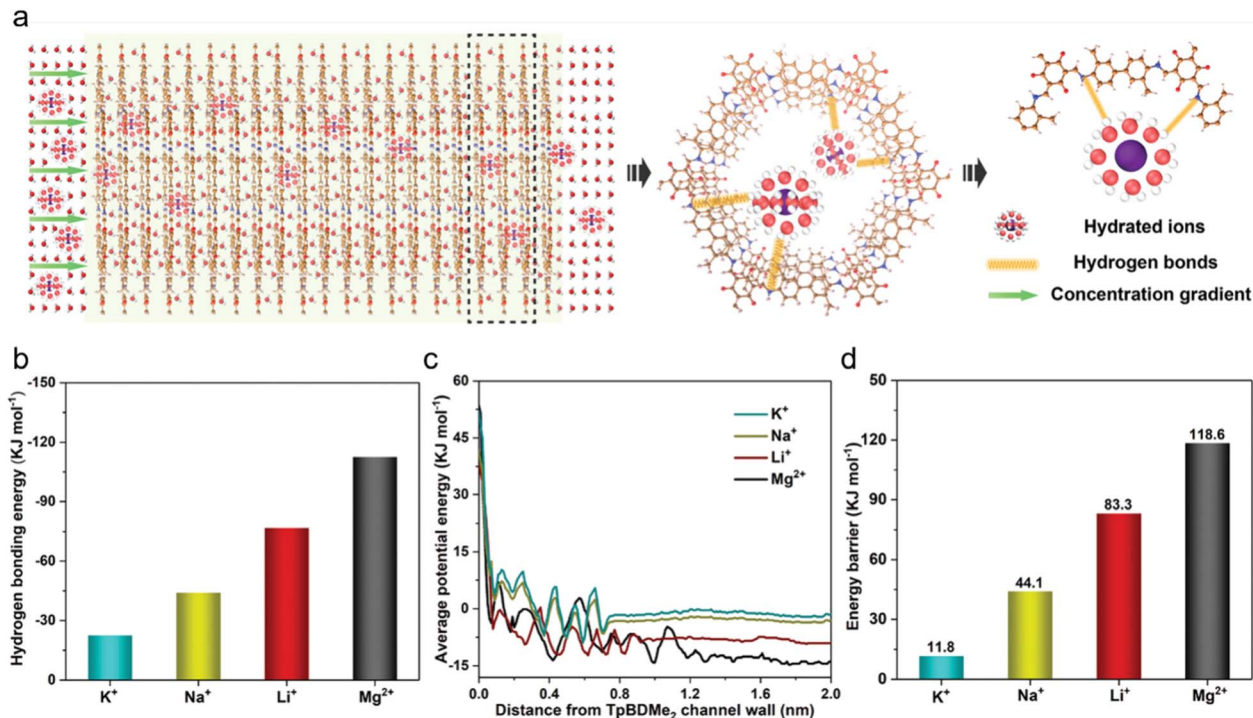 a
Hydrated ions
Hydrogen bonds
Concentration gradient
b
Hydrogen bonding energy (KJ mol⁻¹)
-150
-120
-90
-60
-30
0
K⁺ Na⁺ Li⁺ Mg²⁺
c
Average potential energy (KJ mol⁻¹)
60
45
30
15
0
-15
K⁺
Na⁺
Li⁺
Mg²⁺
0.0 0.4 0.8 1.2 1.6 2.0
Distance from TpBDMe₂ channel wall (nm)
d
Energy barrier (KJ mol⁻¹)
50
120
90
60
30
0
11.8
44.1
83.3
118.6
K⁺ Na⁺ Li⁺ Mg²⁺